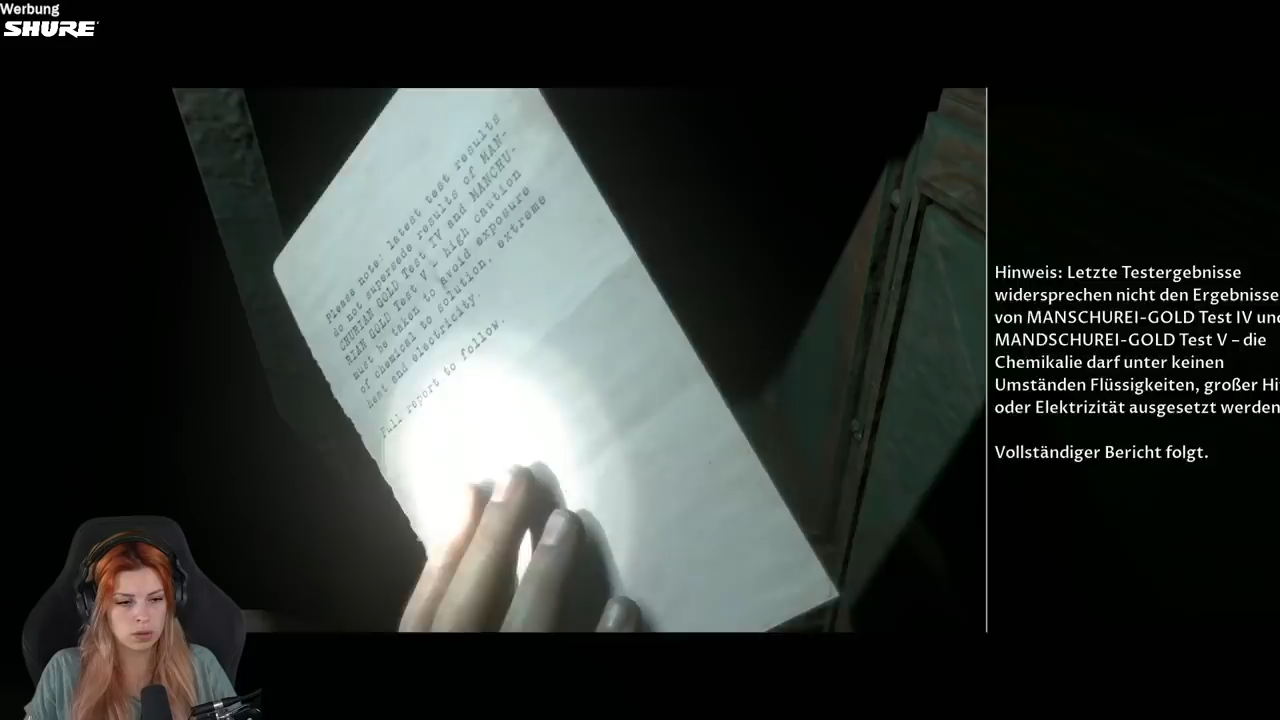 Werbung
SHURE
Please note: latest test results
do not supersede results of MAN-
CHURIAN GOLD Test IV and MANCHU-
RIAN GOLD Test V - high caution
must be taken to avoid exposure
of chemical to solution, extreme
heat and electricity.
Full report to follow.
Hinweis: Letzte Testergebnisse
widersprechen nicht den Ergebnisse
von MANSCHUREI-GOLD Test IV und
MANDSCHUREI-GOLD Test V – die
Chemikalie darf unter keinen
Umständen Flüssigkeiten, großer Hi
oder Elektrizität ausgesetzt werden
Vollständiger Bericht folgt.